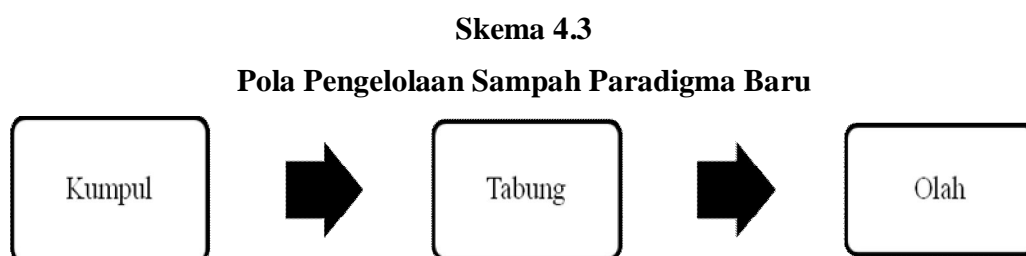 Skema 4.3
Pola Pengelolaan Sampah Paradigma Baru
Kumpul
Tabung
Olah